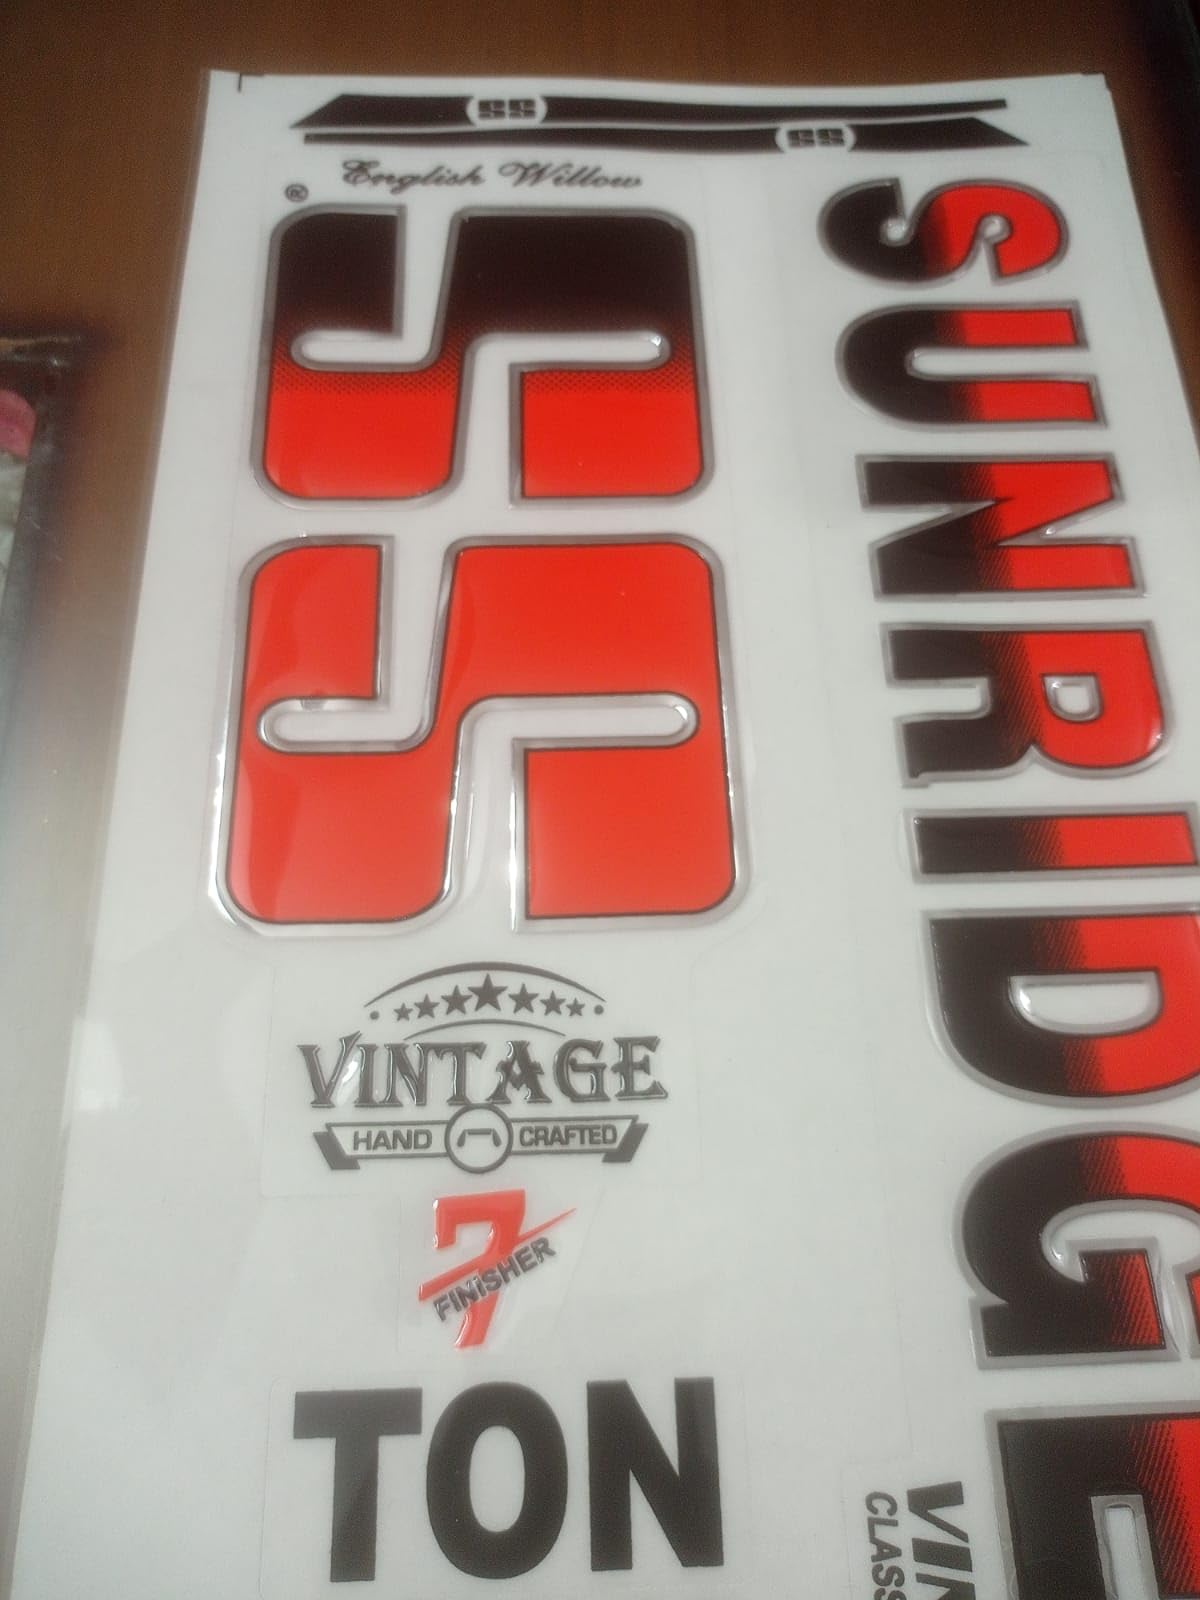 SS
SS
English Willow
®
SS
VINTAGE
HAND CRAFTED
7
FINISHER
TON
SUNRIDGE